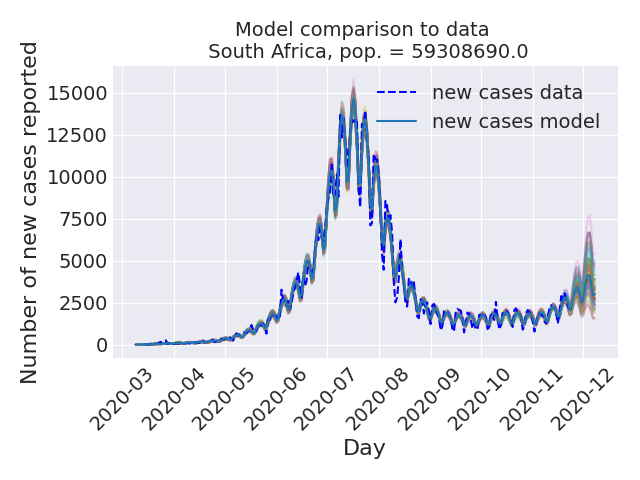 Model comparison to data
South Africa, pop. = 59308690.0
Number of new cases reported
15000
12500
10000
7500
5000
2500
0
new cases data
new cases model
2020-03
2020-04
2020-05
2020-06
2020-07
2020-08
2020-09
2020-10
2020-11
2020-12
Day